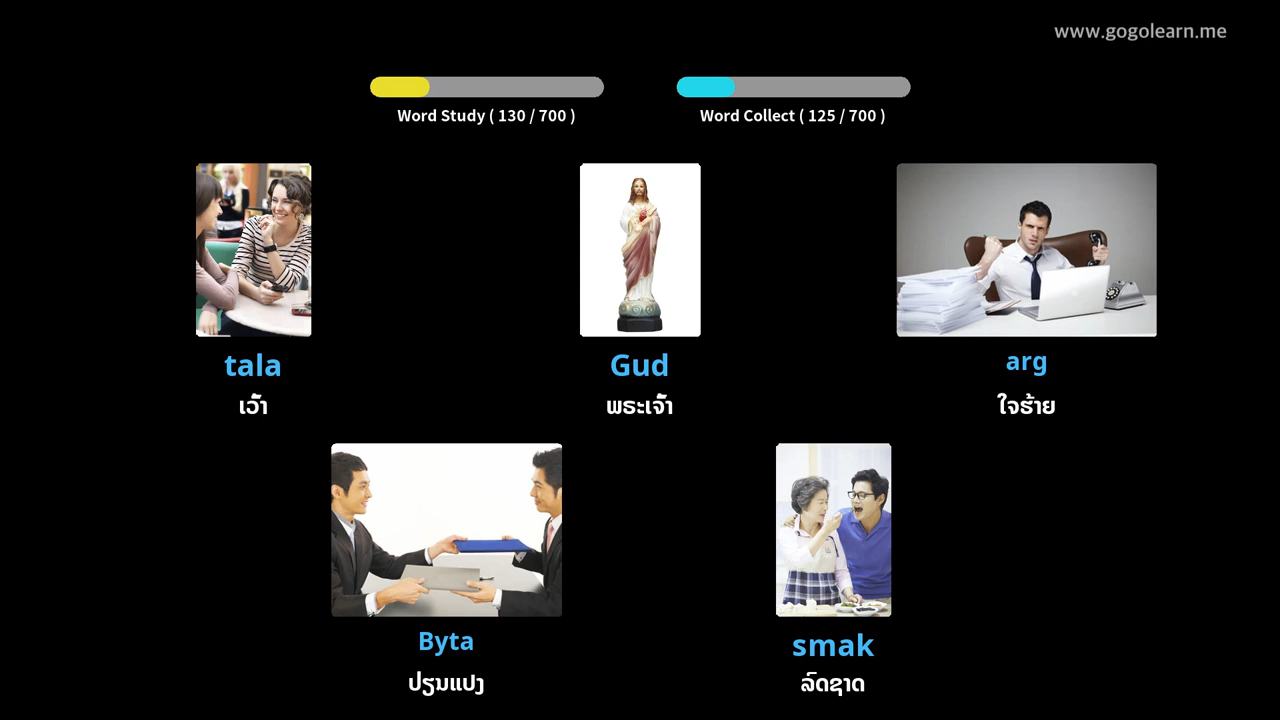 www.gogolearn.me
Word Study ( 130 / 700 )
Word Collect ( 125 / 700 )
tala
ເວົ້າ
Gud
ພຣະເຈົ້າ
arg
ໃຈຮ້າຍ
Byta
ປຽນແປງ
smak
ລົດຊາດ